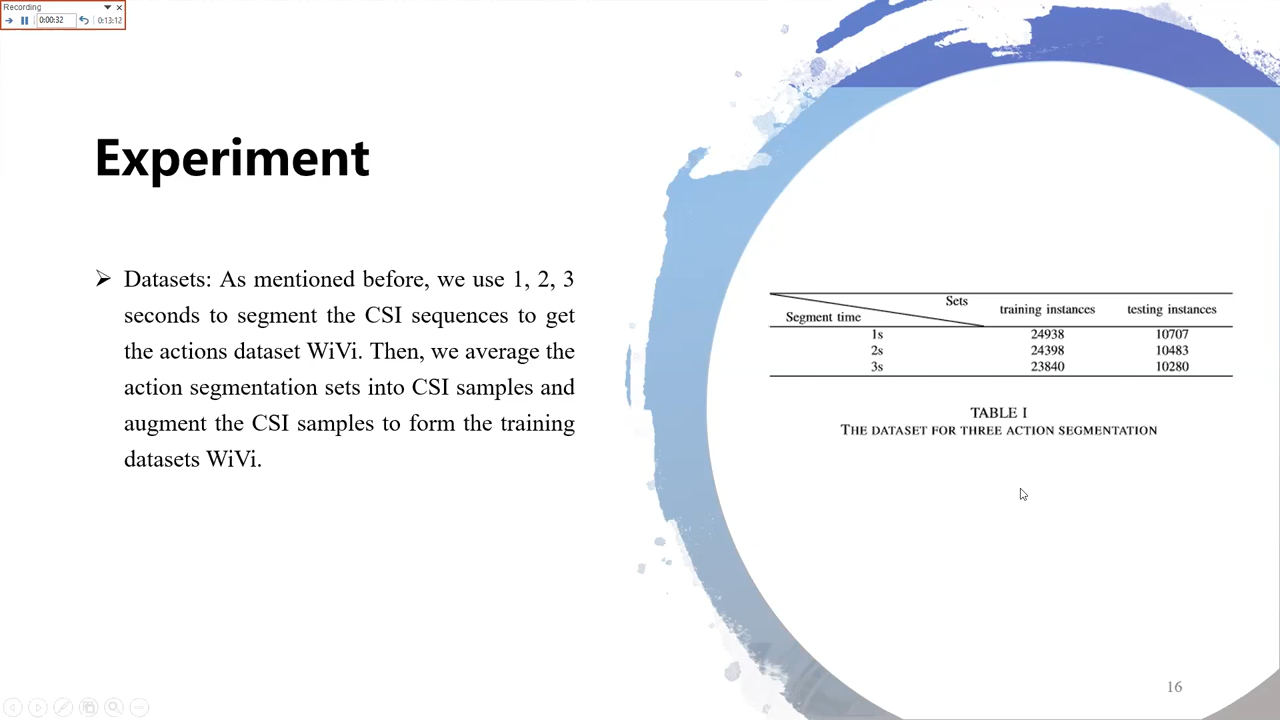 Recording
0:00:32 0:13:12
Experiment
➢ Datasets: As mentioned before, we use 1, 2, 3
seconds to segment the CSI sequences to get
the actions dataset WiVi. Then, we average the
action segmentation sets into CSI samples and
augment the CSI samples to form the training
datasets WiVi.
Sets
Segment time
training instances testing instances
1s 24938 10707
2s 24398 10483
3s 23840 10280
TABLE I
THE DATASET FOR THREE ACTION SEGMENTATION
16